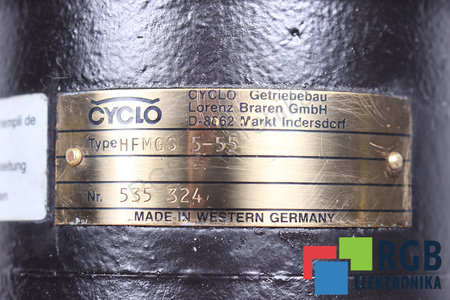 CYCLO
CYCLO Getriebebau
Lorenz Braren GmbH
D-8062 Markt Indersdorf
Type HFMGS 5-55
Nr. 535 324
MADE IN WESTERN GERMANY
RGB
ELEKTRONIKA